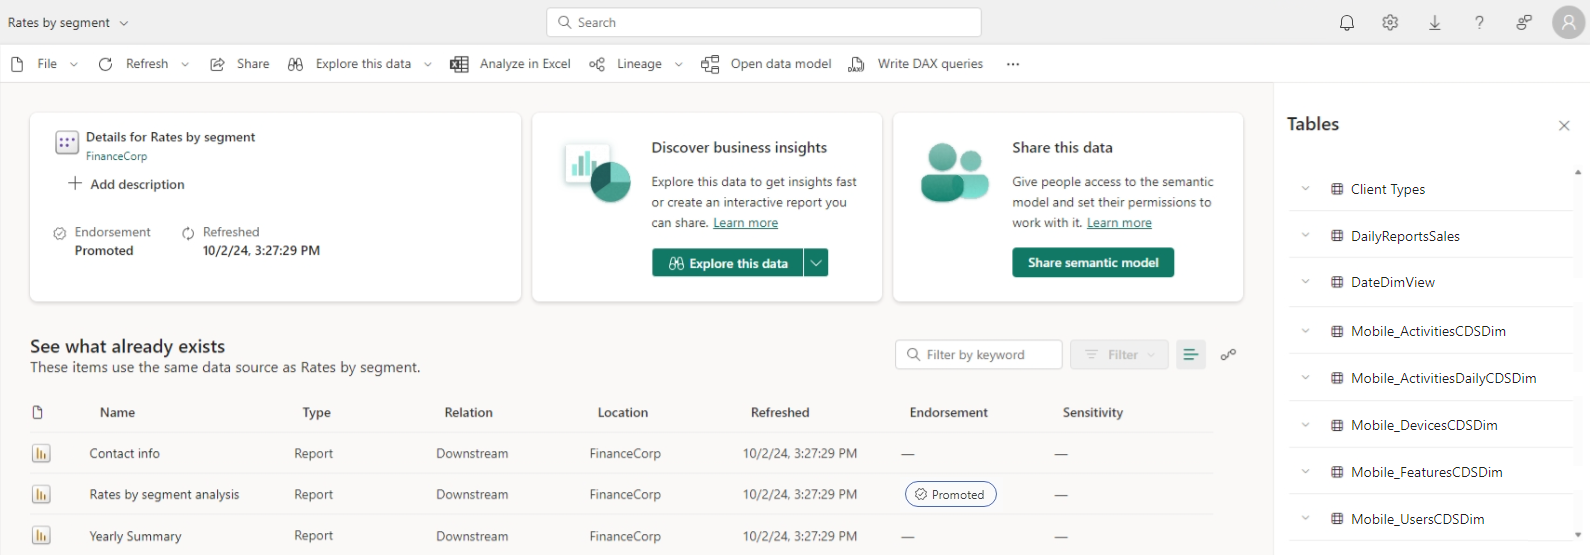 Rates by segment
Search
?
File
Refresh
Share
Explore this data
Analyze in Excel
Lineage
Open data model
DAX
Write DAX queries
...
Details for Rates by segment
FinanceCorp
Add description
Endorsement
Promoted
Refreshed
10/2/24, 3:27:29 PM
Discover business insights
Explore this data to get insights fast
or create an interactive report you
can share. Learn more
Explore this data
Share this data
Give people access to the semantic
model and set their permissions to
work with it. Learn more
Share semantic model
See what already exists
These items use the same data source as Rates by segment.
Filter by keyword
Filter
Name Type Relation Location Refreshed Endorsement Sensitivity
Contact info Report Downstream FinanceCorp 10/2/24, 3:27:29 PM — —
Rates by segment analysis Report Downstream FinanceCorp 10/2/24, 3:27:29 PM Promoted —
Yearly Summary Report Downstream FinanceCorp 10/2/24, 3:27:29 PM — —
Tables
Client Types
DailyReportsSales
DateDimView
Mobile_ActivitiesCDSDim
Mobile_ActivitiesDailyCDSDim
Mobile_DevicesCDSDim
Mobile_FeaturesCDSDim
Mobile_UsersCDSDim